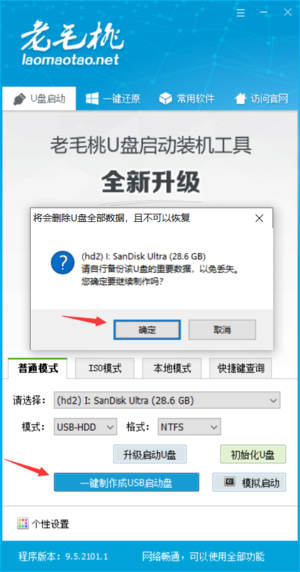 老毛桃
laomaotao.net
U盘启动 一键还原 常用软件 访问官网
老毛桃U盘启动装机工具
全新升级
将会删除U盘全部数据，且不可以恢复
(hd2) I: SanDisk Ultra (28.6 GB)
请自行备份该U盘的重要数据，以免丢失。
您确定要继续制作吗？
确定 取消
普通模式 ISO模式 本地模式 快捷键查询
请选择： (hd2) I: SanDisk Ultra (28.6 GB)
模式： USB-HDD 格式： NTFS
升级启动U盘 初始化U盘
一键制作成USB启动盘 模拟启动
个性设置
程序版本：9.5.2101.1 网络畅通，可以使用全部功能